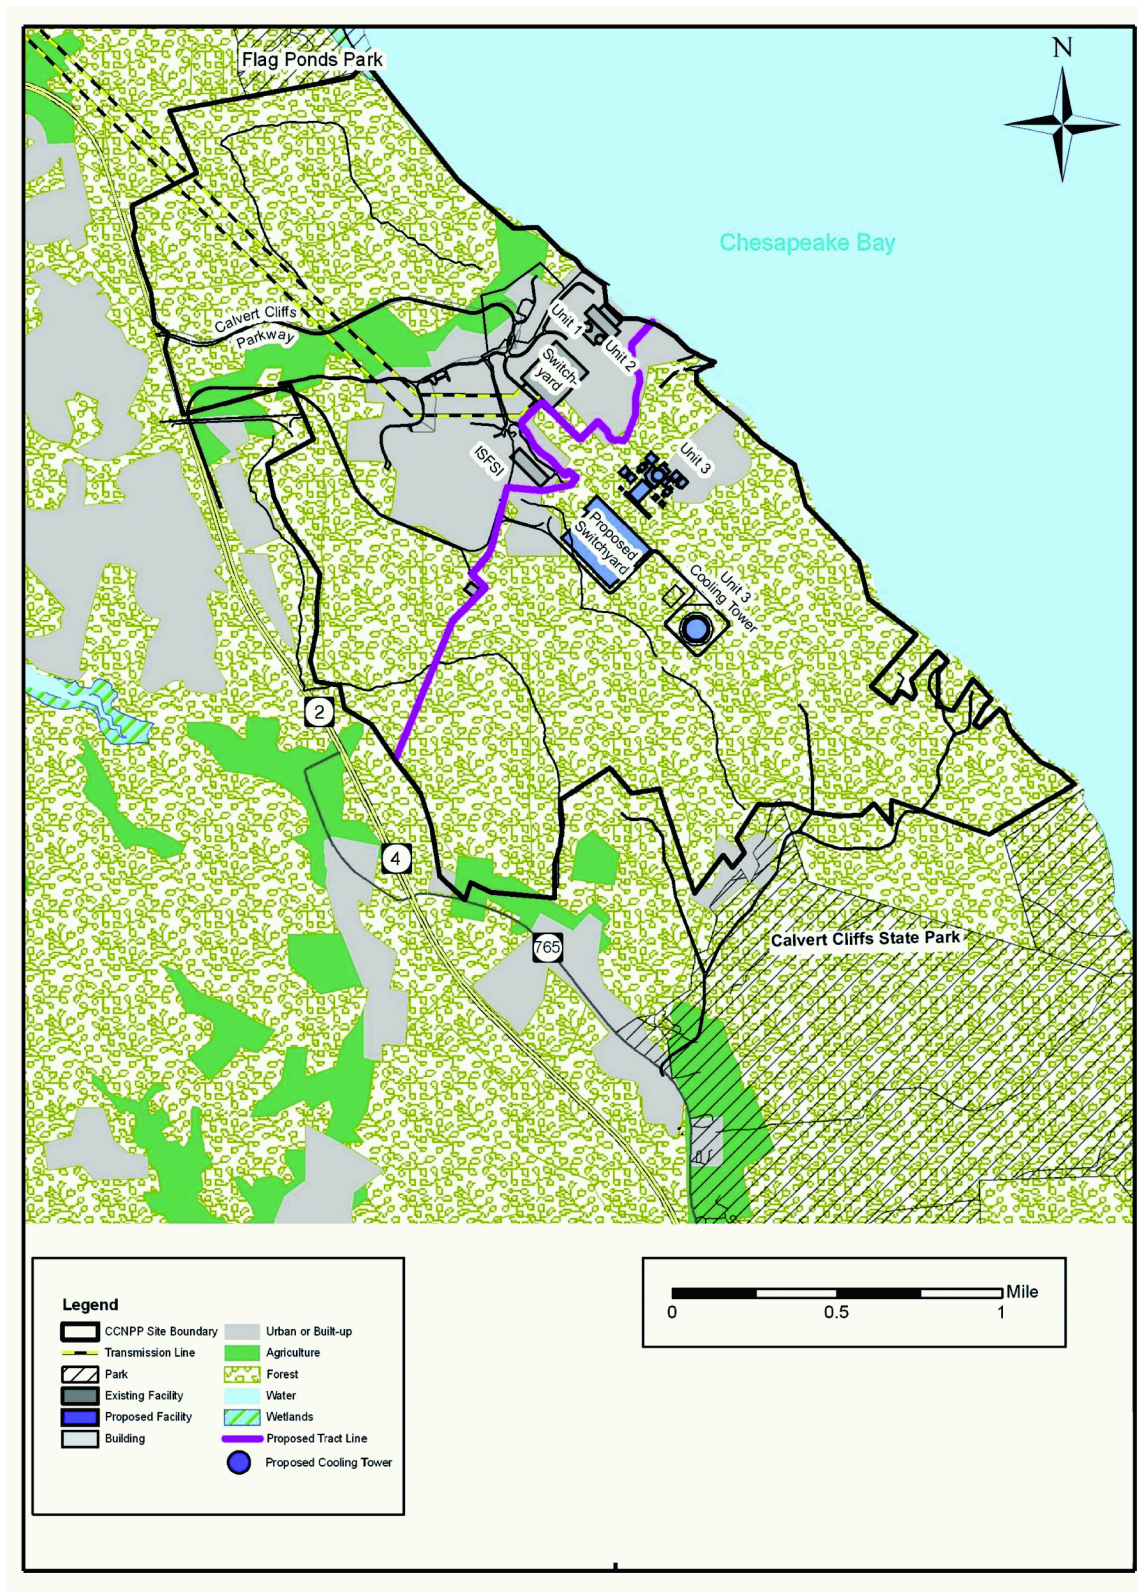 Flag Ponds Park
N
Chesapeake Bay
Calvert Cliffs
Parkway
Unit 1
Unit 2
Switch-
yard
ISFSI
Unit 3
Proposed
Switchyard
Unit 3
Cooling Tower
2
4
765
Calvert Cliffs State Park
Legend
CCNPP Site Boundary
Transmission Line
Park
Existing Facility
Proposed Facility
Building
Urban or Built-up
Agriculture
Forest
Water
Wetlands
Proposed Tract Line
Proposed Cooling Tower
Mile
0 0.5 1